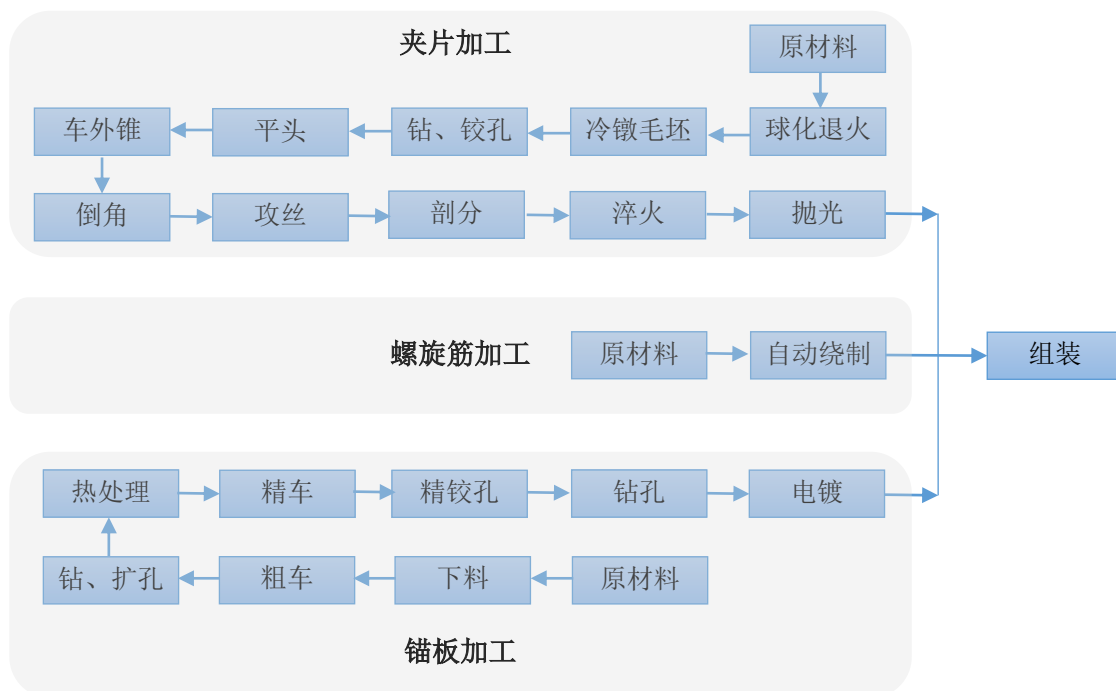 夹片加工
原材料
车外锥
平头
钻、铰孔
冷镦毛坯
球化退火
倒角
攻丝
剖分
淬火
抛光
螺旋筋加工
原材料
自动绕制
组装
热处理
精车
精铰孔
钻孔
电镀
钻、扩孔
粗车
下料
原材料
锚板加工